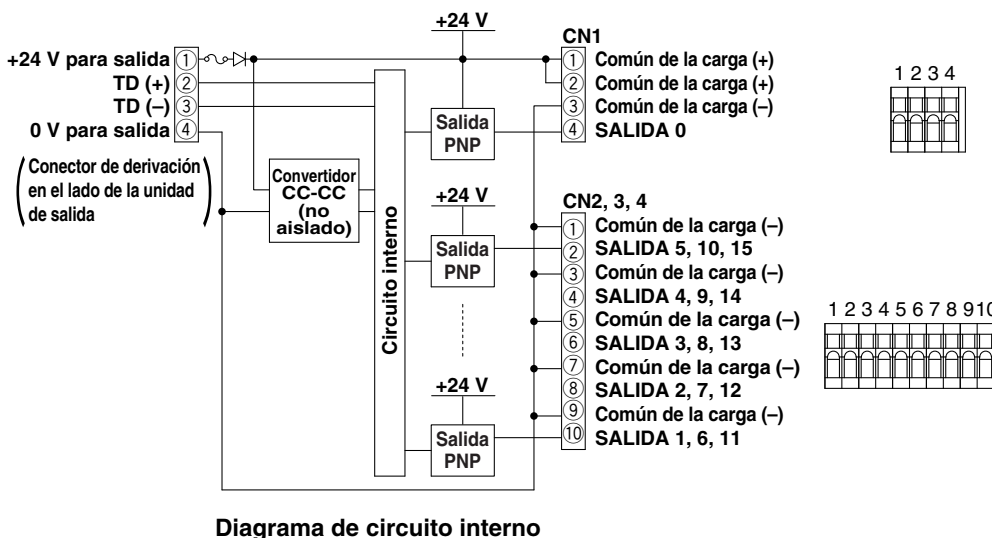 +24 V para salida ①
TD (+) ②
TD (–) ③
0 V para salida ④
(Conector de derivación
en el lado de la unidad
de salida)
Convertidor
CC-CC
(no
aislado)
Circuito interno
+24 V
Salida
PNP
+24 V
Salida
PNP
+24 V
Salida
PNP
CN1
① Común de la carga (+)
② Común de la carga (+)
③ Común de la carga (–)
④ SALIDA 0
CN2, 3, 4
① Común de la carga (–)
② SALIDA 5, 10, 15
③ Común de la carga (–)
④ SALIDA 4, 9, 14
⑤ Común de la carga (–)
⑥ SALIDA 3, 8, 13
⑦ Común de la carga (–)
⑧ SALIDA 2, 7, 12
⑨ Común de la carga (–)
⑩ SALIDA 1, 6, 11
1 2 3 4
1 2 3 4 5 6 7 8 9 10
Diagrama de circuito interno